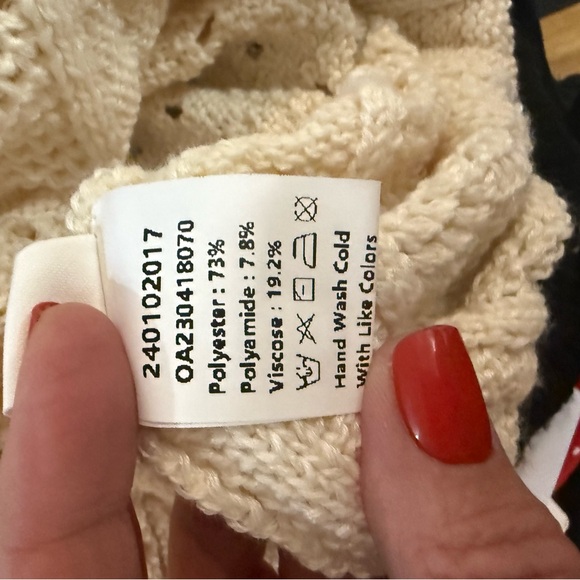 240102017
OA230418070
Polyester : 73%
Polyamide : 7.8%
Viscose : 19.2%
Hand Wash Cold
With Like Colors